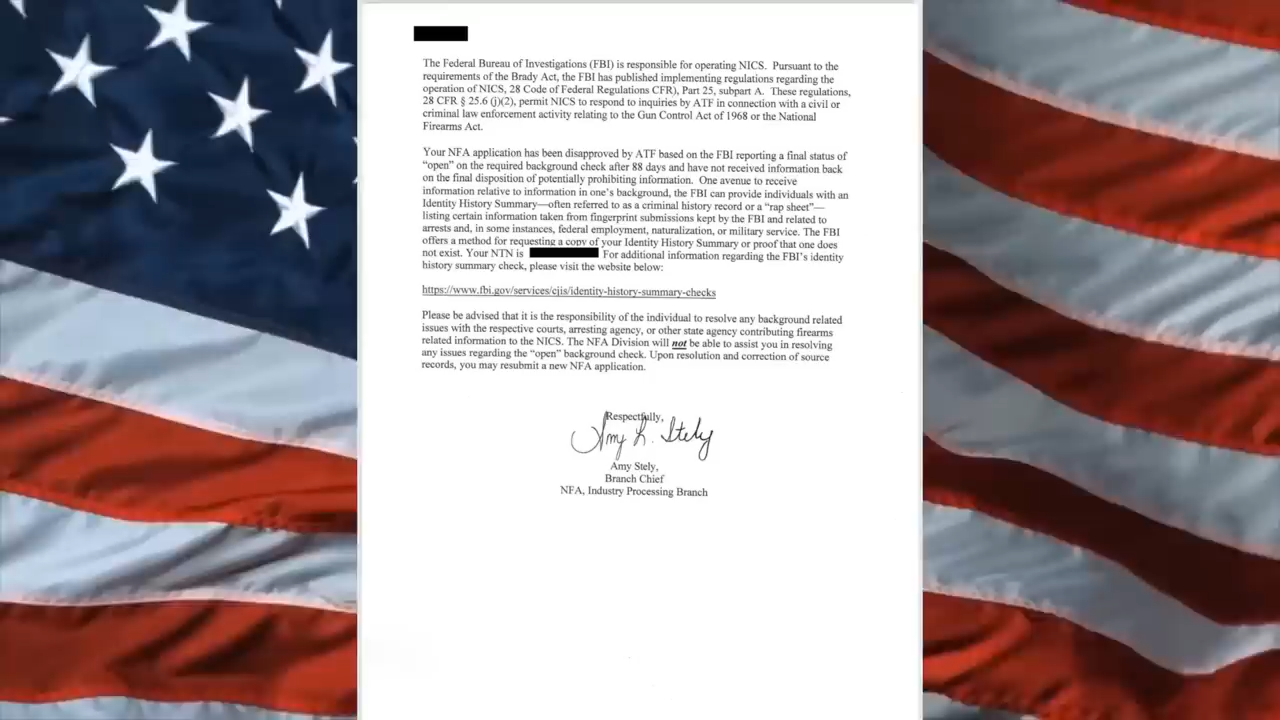 The Federal Bureau of Investigations (FBI) is responsible for operating NICS. Pursuant to the
requirements of the Brady Act, the FBI has published implementing regulations regarding the
operation of NICS, 28 Code of Federal Regulations CFR), Part 25, subpart A. These regulations,
28 CFR § 25.6 (j)(2), permit NICS to respond to inquiries by ATF in connection with a civil or
criminal law enforcement activity relating to the Gun Control Act of 1968 or the National
Firearms Act.
Your NFA application has been disapproved by ATF based on the FBI reporting a final status of
“open” on the required background check after 88 days and have not received information back
on the final disposition of potentially prohibiting information. One avenue to receive
information relative to information in one's background, the FBI can provide individuals with an
Identity History Summary—often referred to as a criminal history record or a “rap sheet”—
listing certain information taken from fingerprint submissions kept by the FBI and related to
arrests and, in some instances, federal employment, naturalization, or military service. The FBI
offers a method for requesting a copy of your Identity History Summary or proof that one does
not exist. Your NTN is For additional information regarding the FBI's identity
history summary check, please visit the website below:
https://www.fbi.gov/services/cjis/identity-history-summary-checks
Please be advised that it is the responsibility of the individual to resolve any background related
issues with the respective courts, arresting agency, or other state agency contributing firearms
related information to the NICS. The NFA Division will not be able to assist you in resolving
any issues regarding the “open” background check. Upon resolution and correction of source
records, you may resubmit a new NFA application.
Respectfully,
Amy L. Stely
Amy Stely,
Branch Chief
NFA, Industry Processing Branch